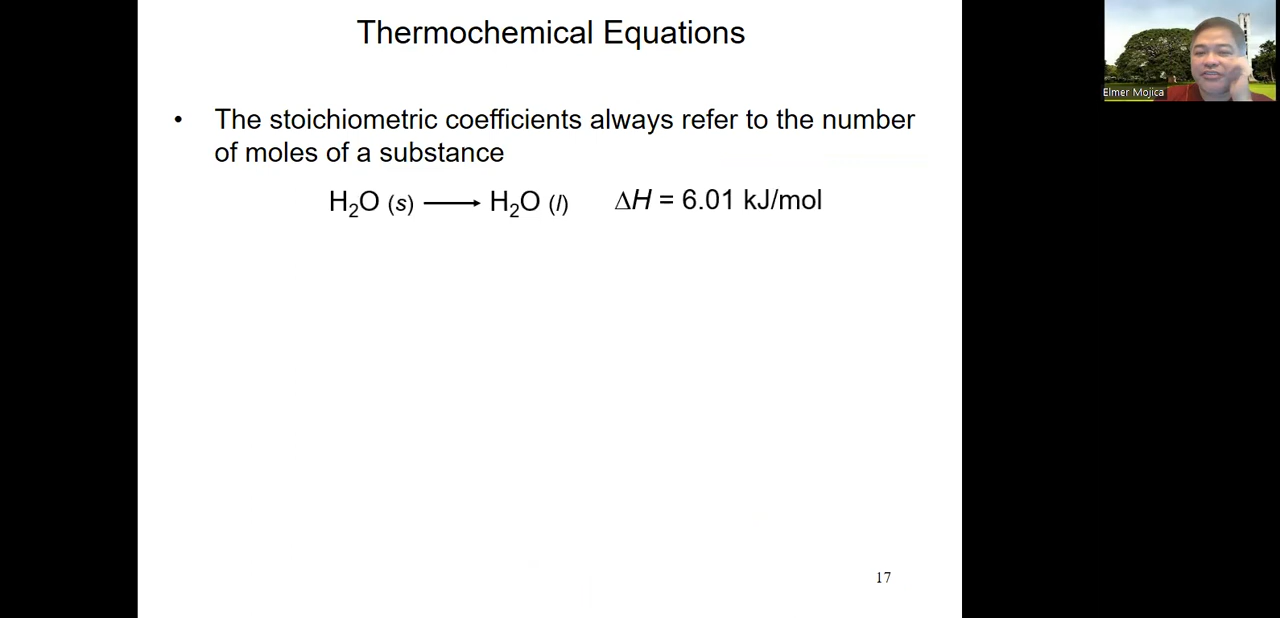 Thermochemical Equations
Elmer Mojica
• The stoichiometric coefficients always refer to the number
of moles of a substance
H₂O (s) ⟶ H₂O (l) ΔH = 6.01 kJ/mol
17